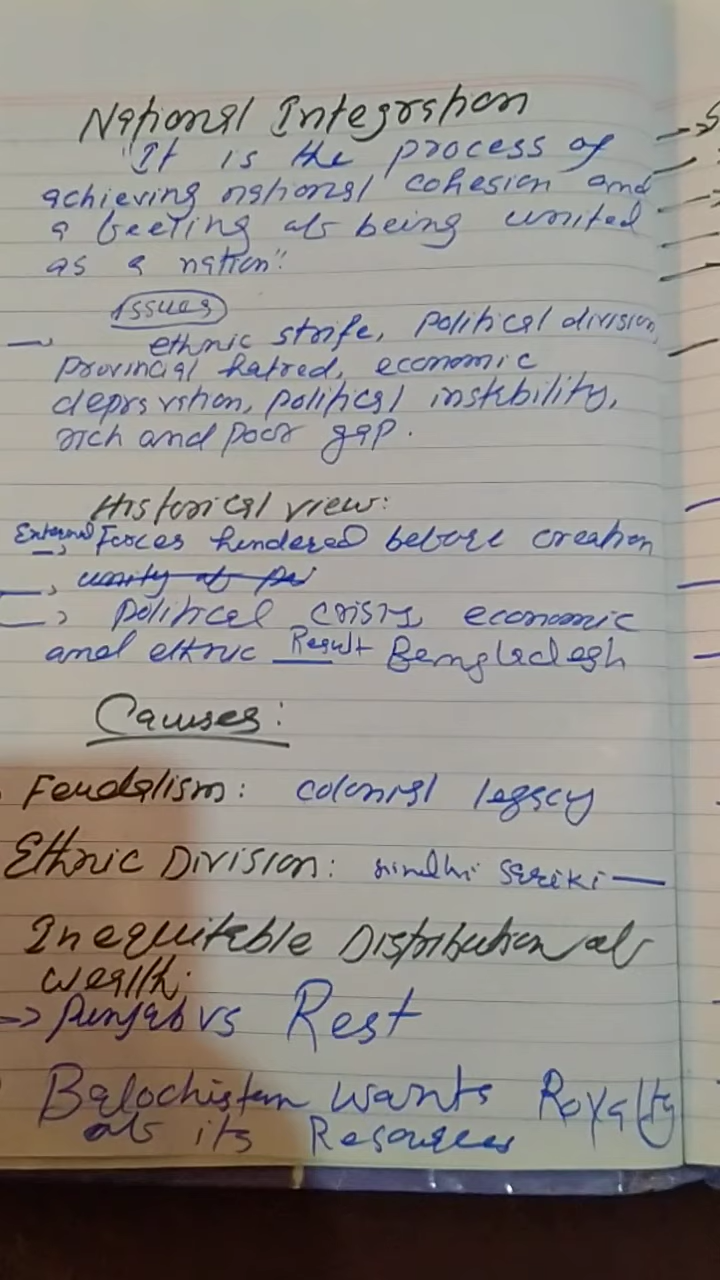 National Integration
"It is the process of
achieving national cohesion and
a feeling of being united
as a nation".
Issues
→ ethnic strife, political division,
provincial hatred, economic
deprivation, political instability,
rich and poor gap.
Historical view:
External Forces hindered before creation
→ political crisis, economic
and ethnic Result Bangladesh
Causes:
Feudalism: colonial legacy
Ethnic Division: sindhi Sariki —
Inequitable Distribution of
wealth:
→ Punjab vs Rest
Balochistan wants Royalty
of its Resources